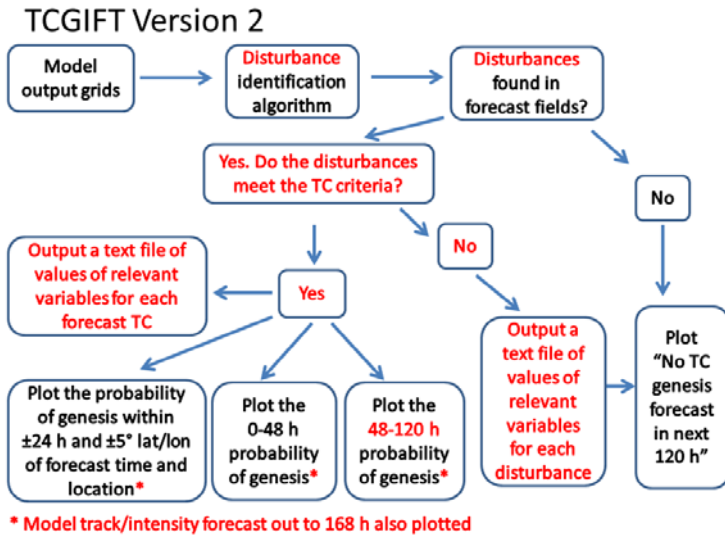 TCGIFT Version 2
Model
output grids
Disturbance
identification
algorithm
Disturbances
found in
forecast fields?
Yes. Do the disturbances
meet the TC criteria?
No
No
Output a text file of
values of relevant
variables for each
forecast TC
Yes
Plot the probability
of genesis within
±24 h and ±5° lat/lon
of forecast time and
location*
Plot the
0-48 h
probability
of genesis*
Plot the
48-120 h
probability
of genesis*
Output a
text file of
values of
relevant
variables
for each
disturbance
Plot
“No TC
genesis
forecast
in next
120 h”
* Model track/intensity forecast out to 168 h also plotted